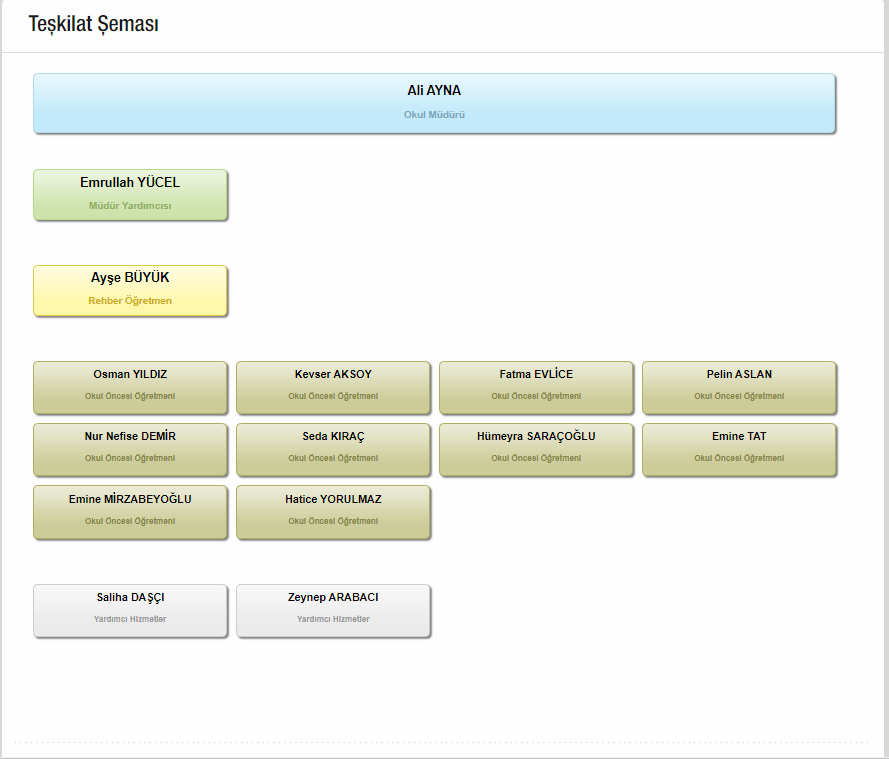 Teşkilat Şeması
Ali AYNA
Okul Müdürü
Emrullah YÜCEL
Müdür Yardımcısı
Ayşe BÜYÜK
Rehber Öğretmen
Osman YILDIZ
Okul Öncesi Öğretmeni
Kevser AKSOY
Okul Öncesi Öğretmeni
Fatma EVLİCE
Okul Öncesi Öğretmeni
Pelin ASLAN
Okul Öncesi Öğretmeni
Nur Nefise DEMİR
Okul Öncesi Öğretmeni
Seda KIRAÇ
Okul Öncesi Öğretmeni
Hümeyra SARAÇOĞLU
Okul Öncesi Öğretmeni
Emine TAT
Okul Öncesi Öğretmeni
Emine MİRZABEYOĞLU
Okul Öncesi Öğretmeni
Hatice YORULMAZ
Okul Öncesi Öğretmeni
Saliha DAŞÇI
Yardımcı Hizmetler
Zeynep ARABACI
Yardımcı Hizmetler